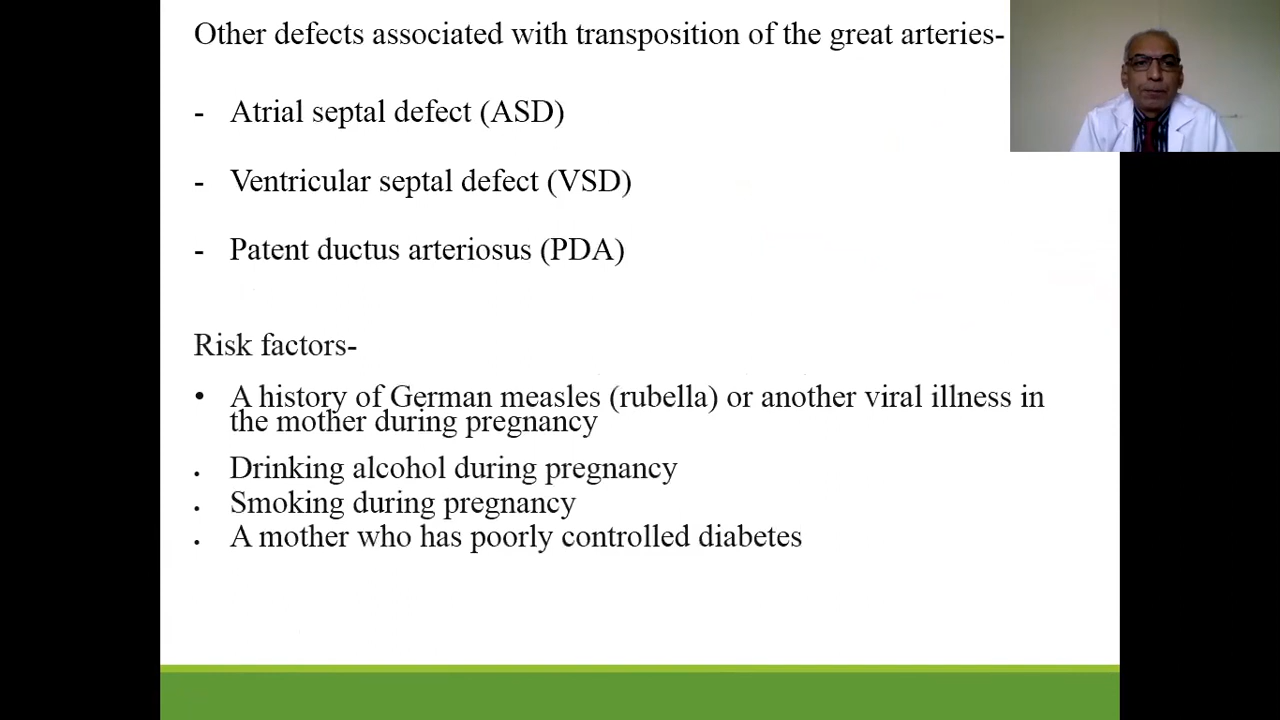 Other defects associated with transposition of the great arteries-
- Atrial septal defect (ASD)
- Ventricular septal defect (VSD)
- Patent ductus arteriosus (PDA)
Risk factors-
• A history of German measles (rubella) or another viral illness in
the mother during pregnancy
• Drinking alcohol during pregnancy
• Smoking during pregnancy
• A mother who has poorly controlled diabetes